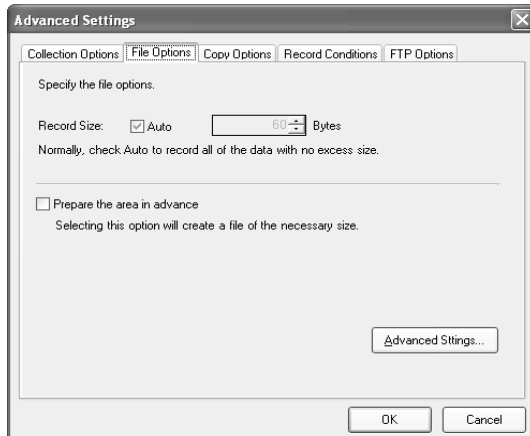 Advanced Settings
Collection Options File Options Copy Options Record Conditions FTP Options
Specify the file options.
Record Size: Auto 60 Bytes
Normally, check Auto to record all of the data with no excess size.
Prepare the area in advance
Selecting this option will create a file of the necessary size.
Advanced Sttings...
OK Cancel